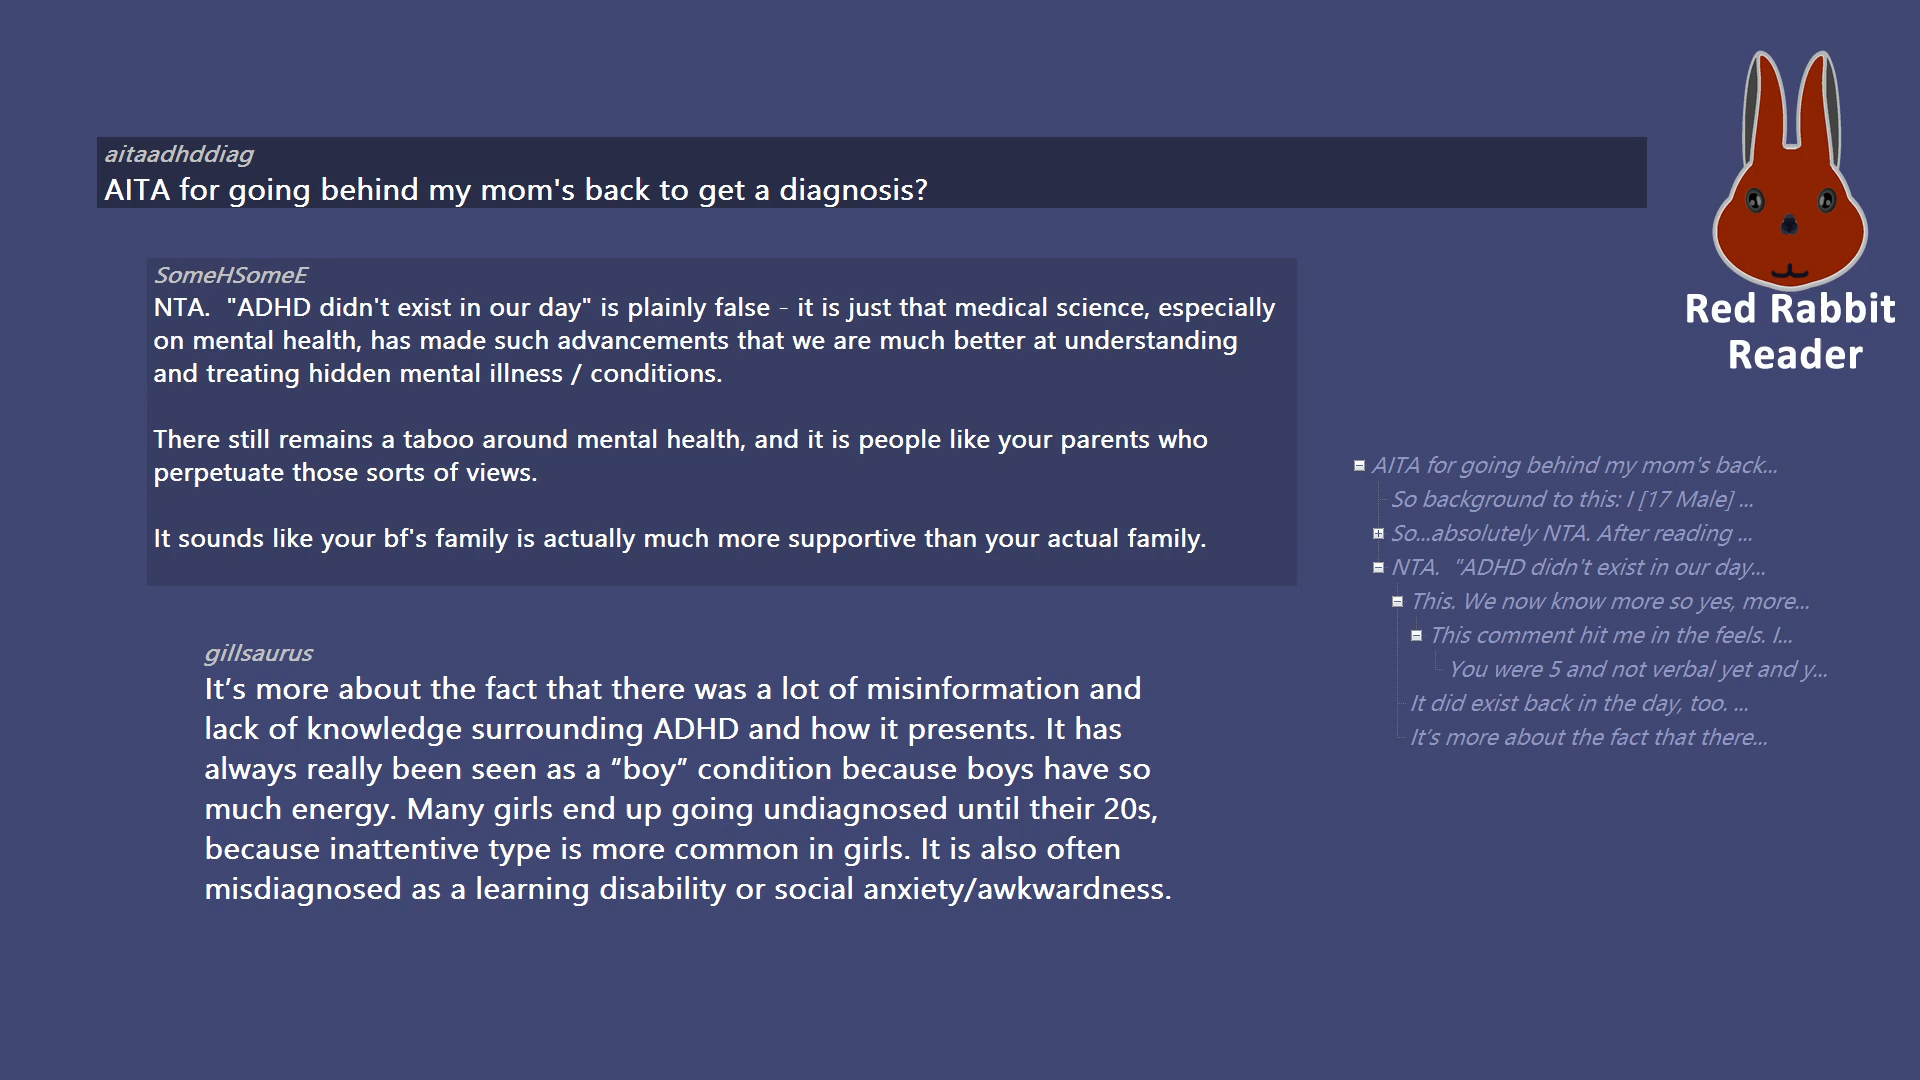 aitaadhddiag
AITA for going behind my mom's back to get a diagnosis?
SomeHSomeE
NTA.  "ADHD didn't exist in our day" is plainly false - it is just that medical science, especially
on mental health, has made such advancements that we are much better at understanding
and treating hidden mental illness / conditions.
There still remains a taboo around mental health, and it is people like your parents who
perpetuate those sorts of views.
It sounds like your bf's family is actually much more supportive than your actual family.
gillsaurus
It’s more about the fact that there was a lot of misinformation and
lack of knowledge surrounding ADHD and how it presents. It has
always really been seen as a “boy” condition because boys have so
much energy. Many girls end up going undiagnosed until their 20s,
because inattentive type is more common in girls. It is also often
misdiagnosed as a learning disability or social anxiety/awkwardness.
Red Rabbit
Reader
AITA for going behind my mom's back...
So background to this: I [17 Male] ...
So...absolutely NTA. After reading ...
NTA.  "ADHD didn't exist in our day...
This. We now know more so yes, more...
This comment hit me in the feels. I...
You were 5 and not verbal yet and y...
It did exist back in the day, too. ...
It’s more about the fact that there...